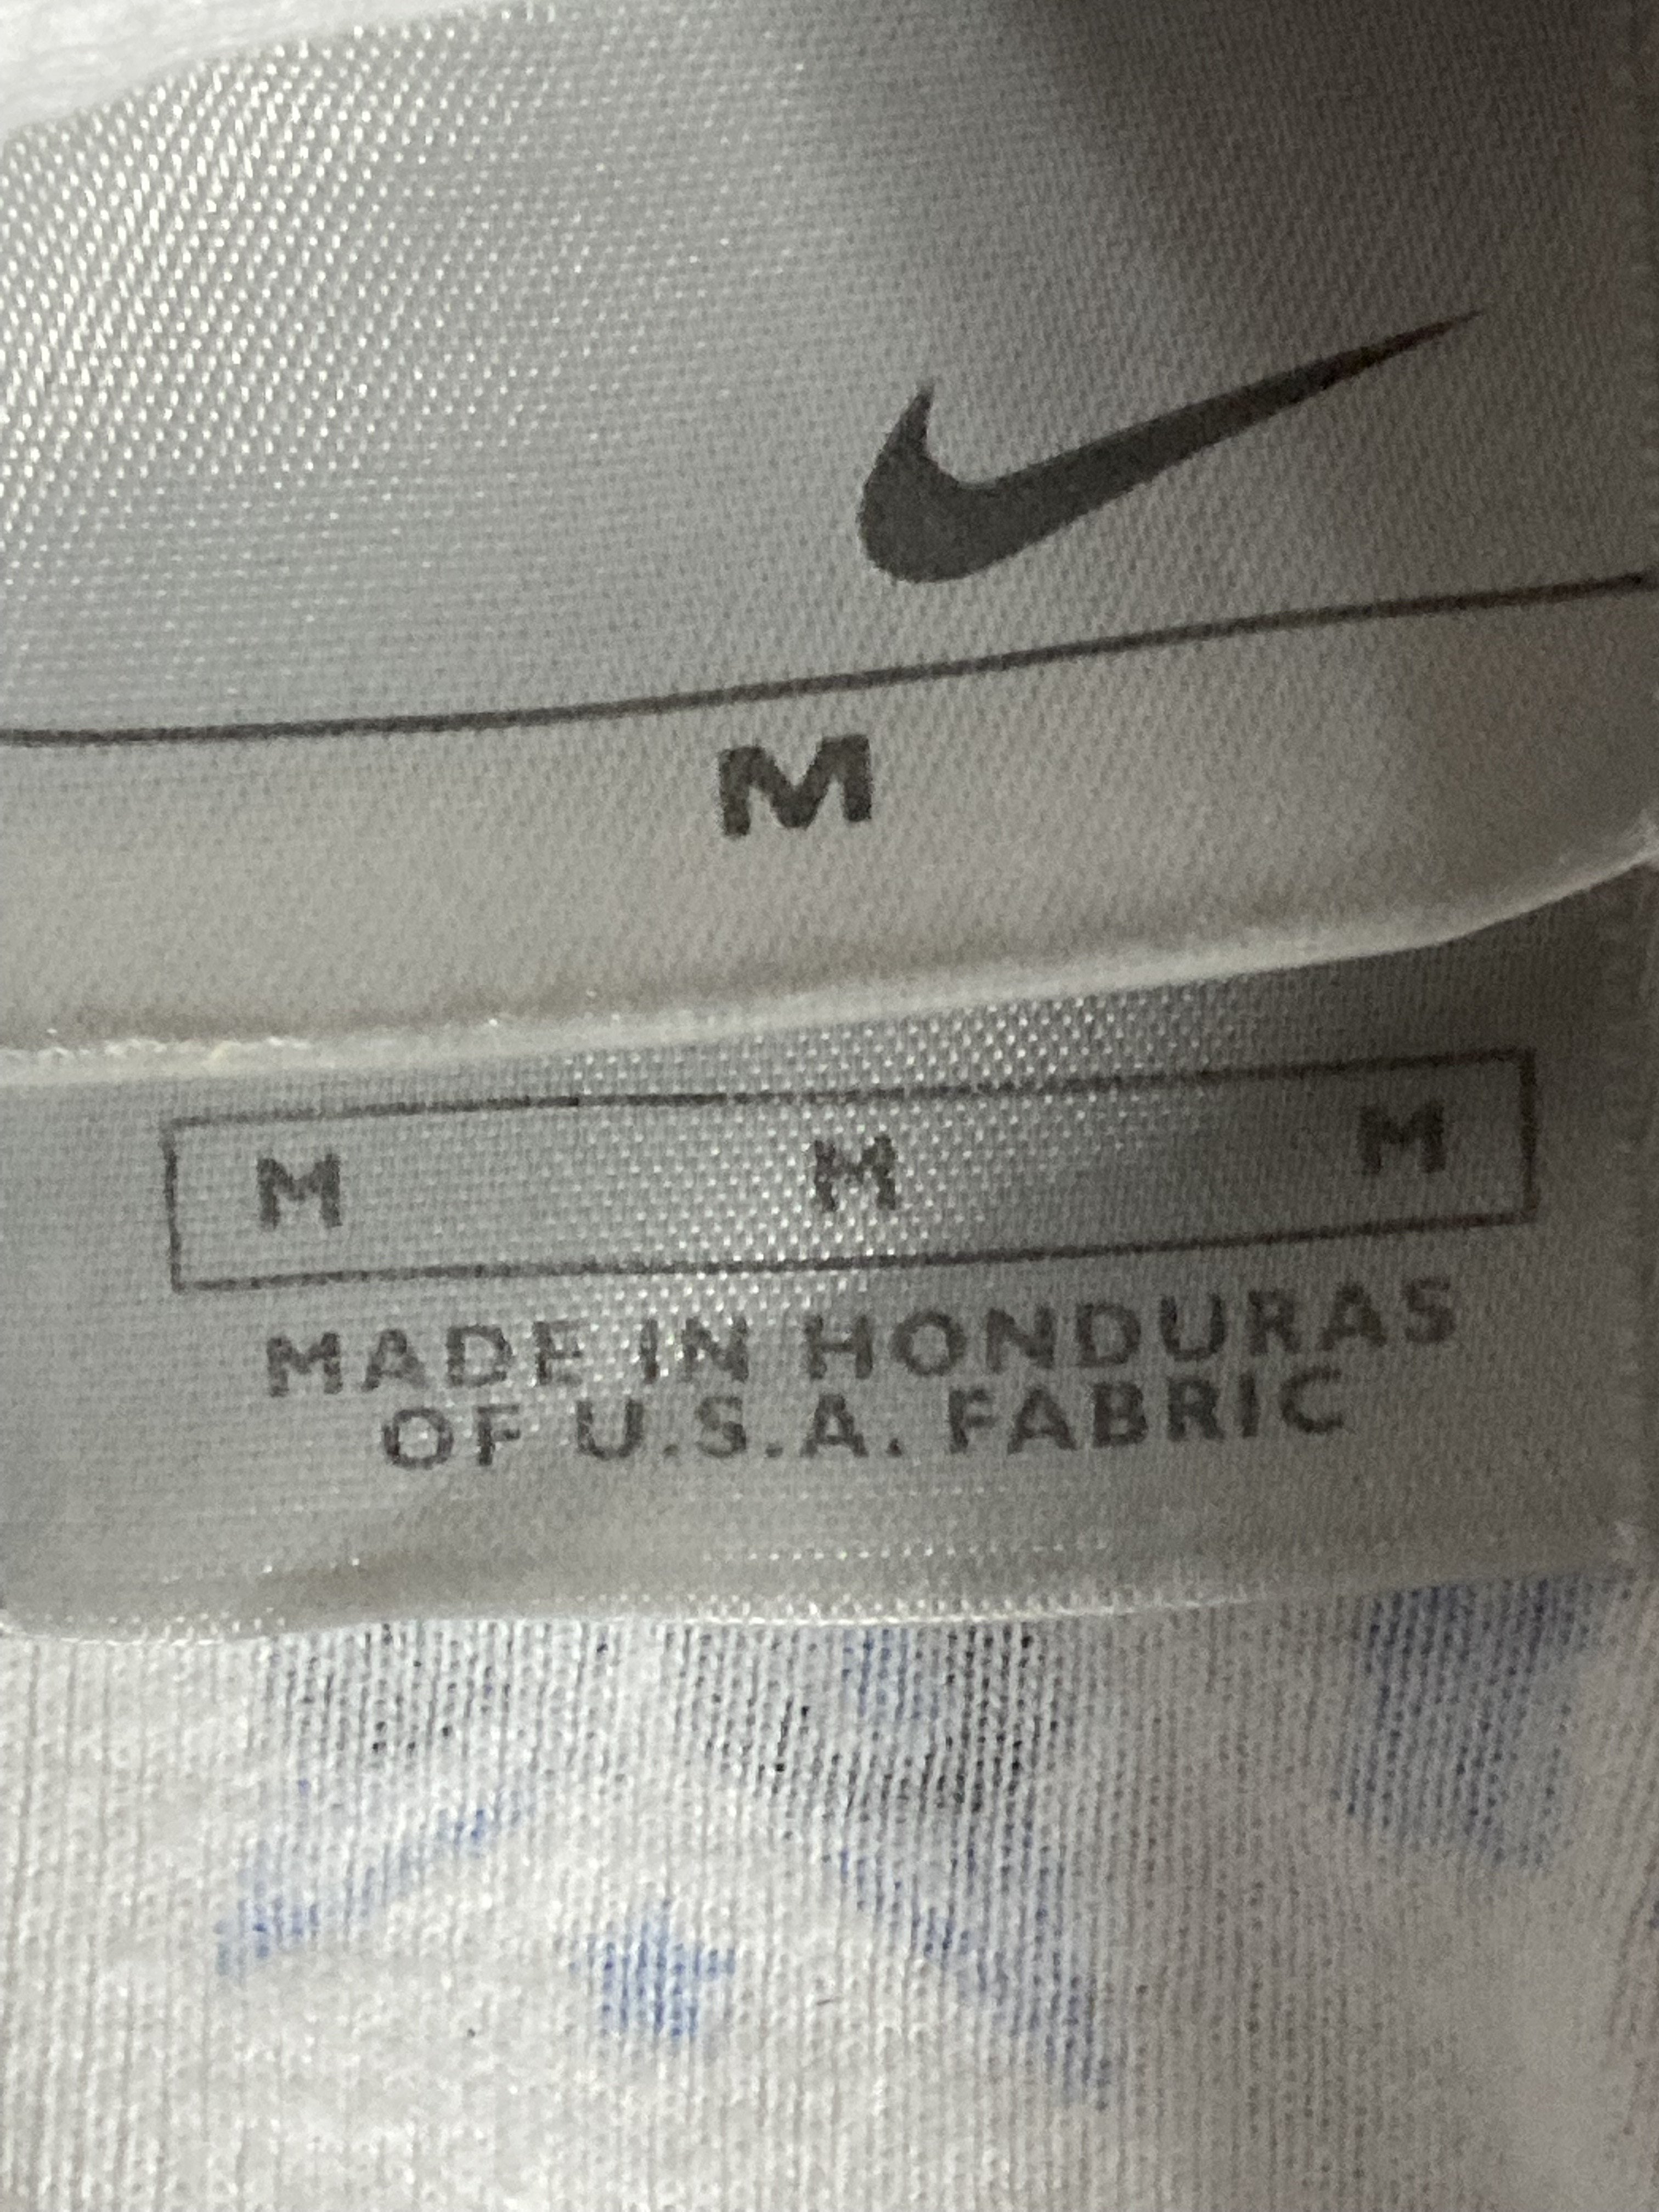 M
M M M
MADE IN HONDURAS
OF U.S.A. FABRIC